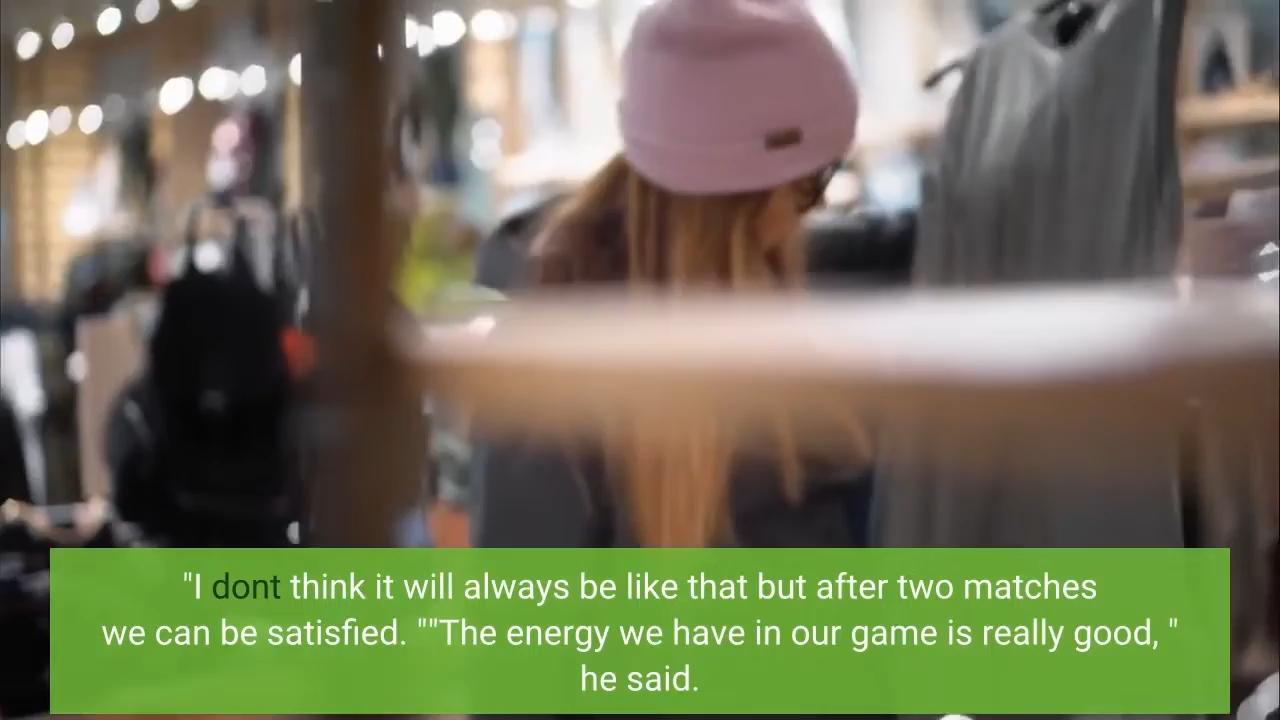 "I dont think it will always be like that but after two matches
we can be satisfied. ""The energy we have in our game is really good, "
he said.